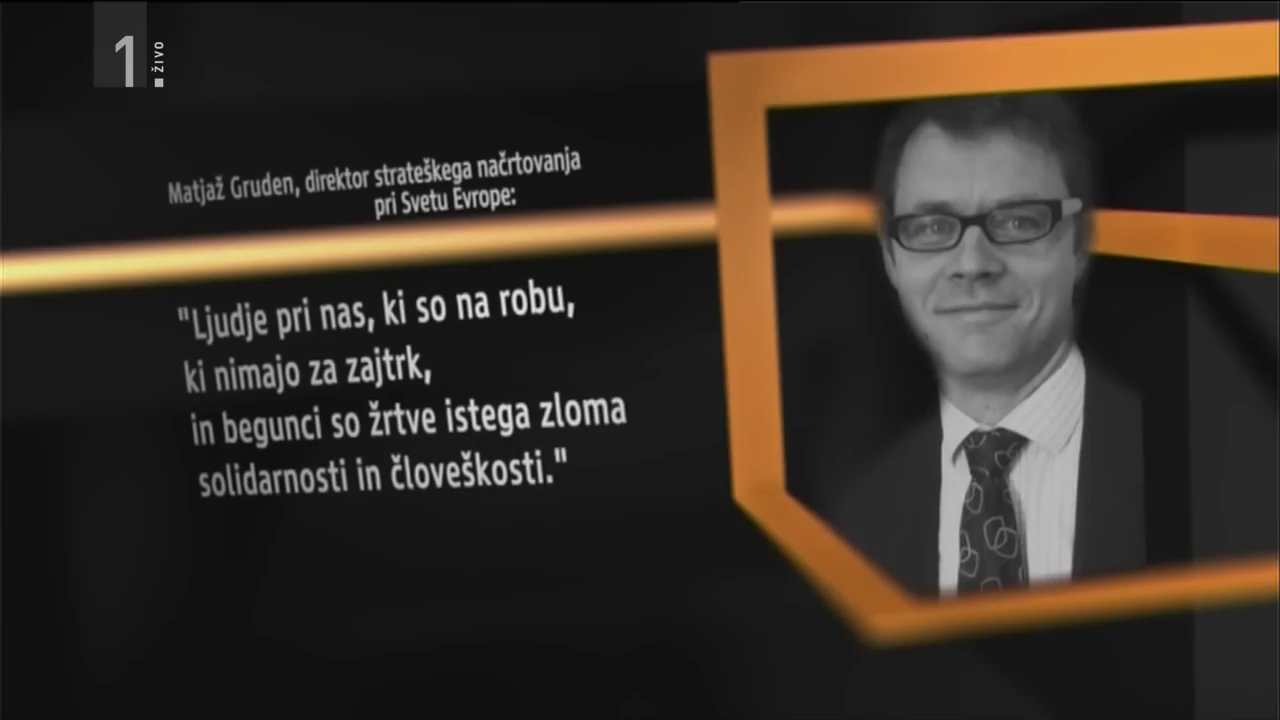 1
živo
Matjaž Gruden, direktor strateškega načrtovanja
pri Svetu Evrope:
"Ljudje pri nas, ki so na robu,
ki nimajo za zajtrk,
in begunci so žrtve istega zloma
solidarnosti in človeškosti."